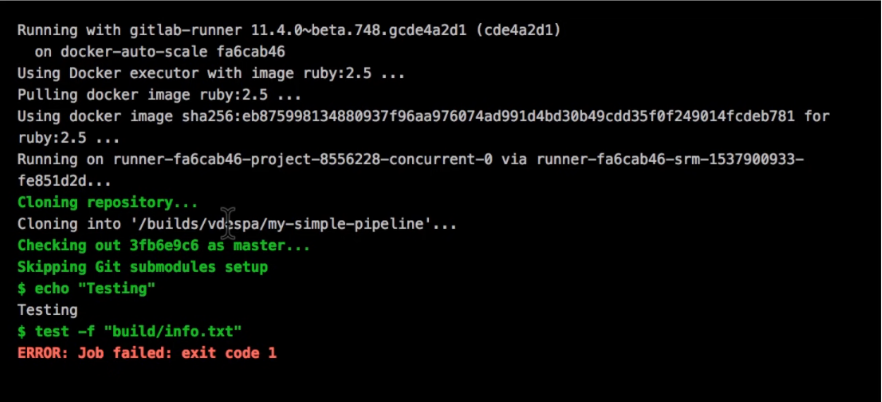 Running with gitlab-runner 11.4.0~beta.748.gcde4a2d1 (cde4a2d1)
on docker-auto-scale fa6cab46
Using Docker executor with image ruby:2.5 ...
Pulling docker image ruby:2.5 ...
Using docker image sha256:eb875998134880937f96aa976074ad991d4bd30b49cdd35f0f249014fcdeb781 for
ruby:2.5 ...
Running on runner-fa6cab46-project-8556228-concurrent-0 via runner-fa6cab46-srm-1537900933-
fe851d2d...
Cloning repository...
Cloning into '/builds/vdespa/my-simple-pipeline'...
Checking out 3fb6e9c6 as master...
Skipping Git submodules setup
$ echo "Testing"
Testing
$ test -f "build/info.txt"
ERROR: Job failed: exit code 1